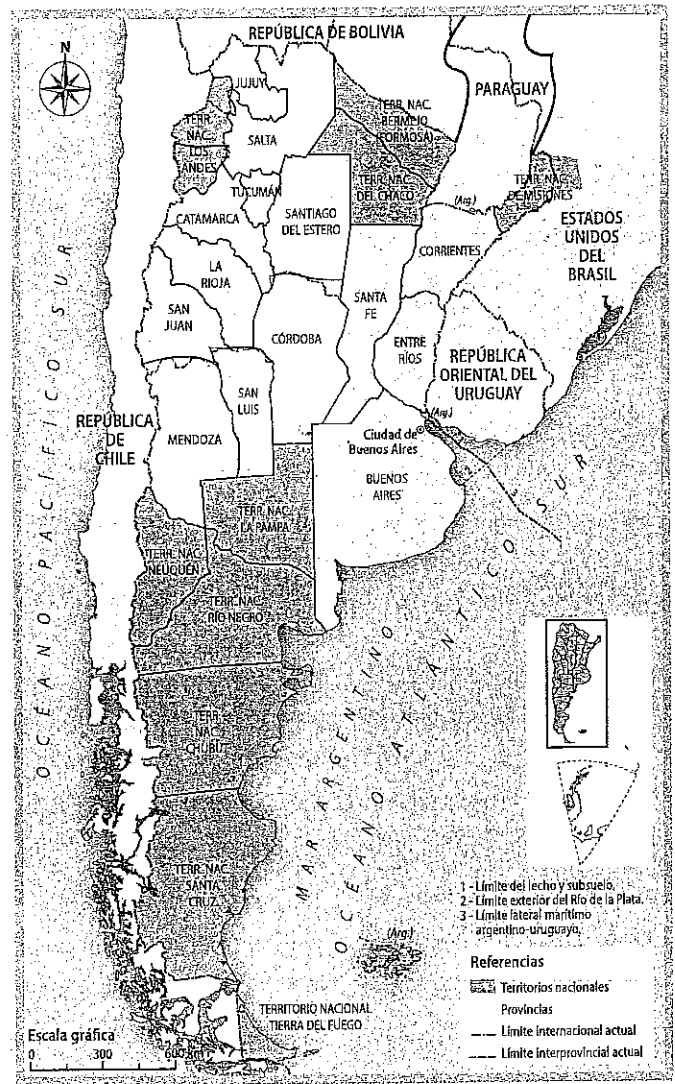 REPÚBLICA DE BOLIVIA
N
JUJUY
PARAGUAY
TERR. NAC.
BERMEJO
(FORMOSA)
TERR.
NAC.
LOS
ANDES
SALTA
TERR. NAC.
DEL CHACO
TERR. NAC.
DE MISIONES
(Arg.)
TUCUMÁN
CATAMARCA
SANTIAGO
DEL ESTERO
CORRIENTES
ESTADOS
UNIDOS
DEL
BRASIL
LA
RIOJA
SANTA
FE
SAN
JUAN
CÓRDOBA
ENTRE
RÍOS
REPÚBLICA
ORIENTAL DEL
URUGUAY
SAN
LUIS
REPÚBLICA
DE
CHILE
MENDOZA
(Arg.)
Ciudad de
Buenos Aires
BUENOS
AIRES
TERR. NAC.
LA PAMPA
TERR. NAC.
NEUQUÉN
TERR. NAC.
RÍO NEGRO
TERR.
NAC.
CHUBUT
TERR. NAC.
SANTA
CRUZ
TERRITORIO NACIONAL
TIERRA DEL FUEGO
(Arg.)
OCÉANO PACÍFICO SUR
MAR ARGENTINO
OCÉANO ATLÁNTICO SUR
1 - Límite del lecho y subsuelo.
2 - Límite exterior del Río de la Plata.
3 - Límite lateral marítimo
argentino-uruguayo.
Referencias
Territorios nacionales
Provincias
Límite internacional actual
Límite interprovincial actual
Escala gráfica
0 300 600 km